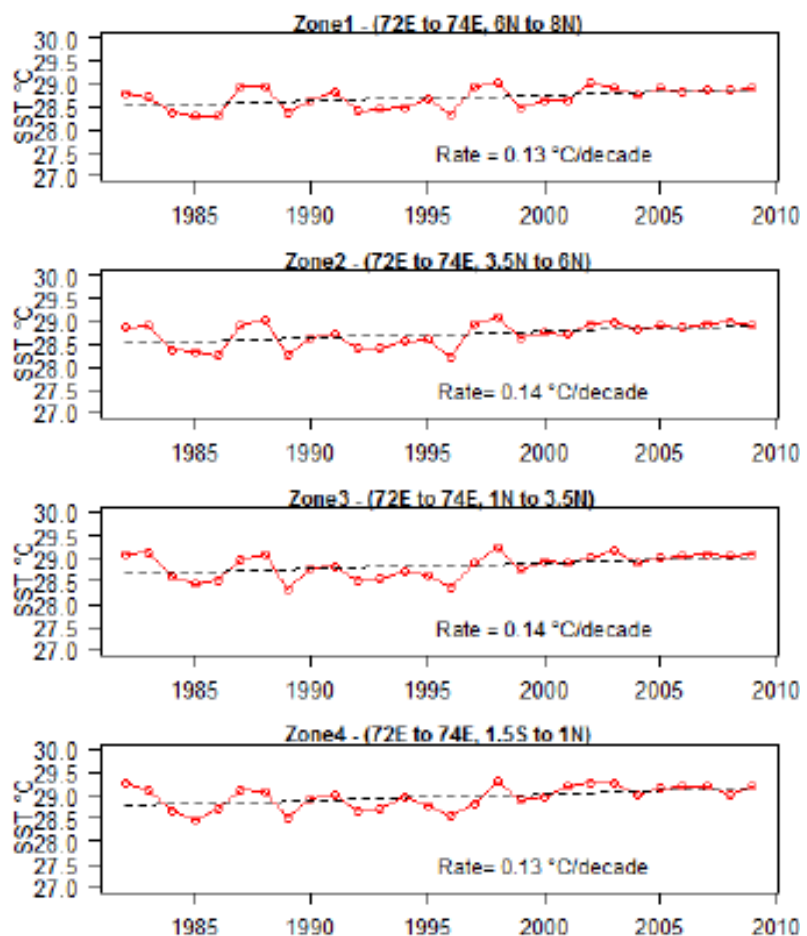 Zone1 - (72E to 74E, 6N to 8N)
SST °C
30.0
29.5
29.0
28.5
28.0
27.5
27.0
Rate = 0.13 °C/decade
1985 1990 1995 2000 2005 2010
Zone2 - (72E to 74E, 3.5N to 6N)
SST °C
30.0
29.5
29.0
28.5
28.0
27.5
27.0
Rate= 0.14 °C/decade
1985 1990 1995 2000 2005 2010
Zone3 - (72E to 74E, 1N to 3.5N)
SST °C
30.0
29.5
29.0
28.5
28.0
27.5
27.0
Rate = 0.14 °C/decade
1985 1990 1995 2000 2005 2010
Zone4 - (72E to 74E, 1.5S to 1N)
SST °C
30.0
29.5
29.0
28.5
28.0
27.5
27.0
Rate= 0.13 °C/decade
1985 1990 1995 2000 2005 2010